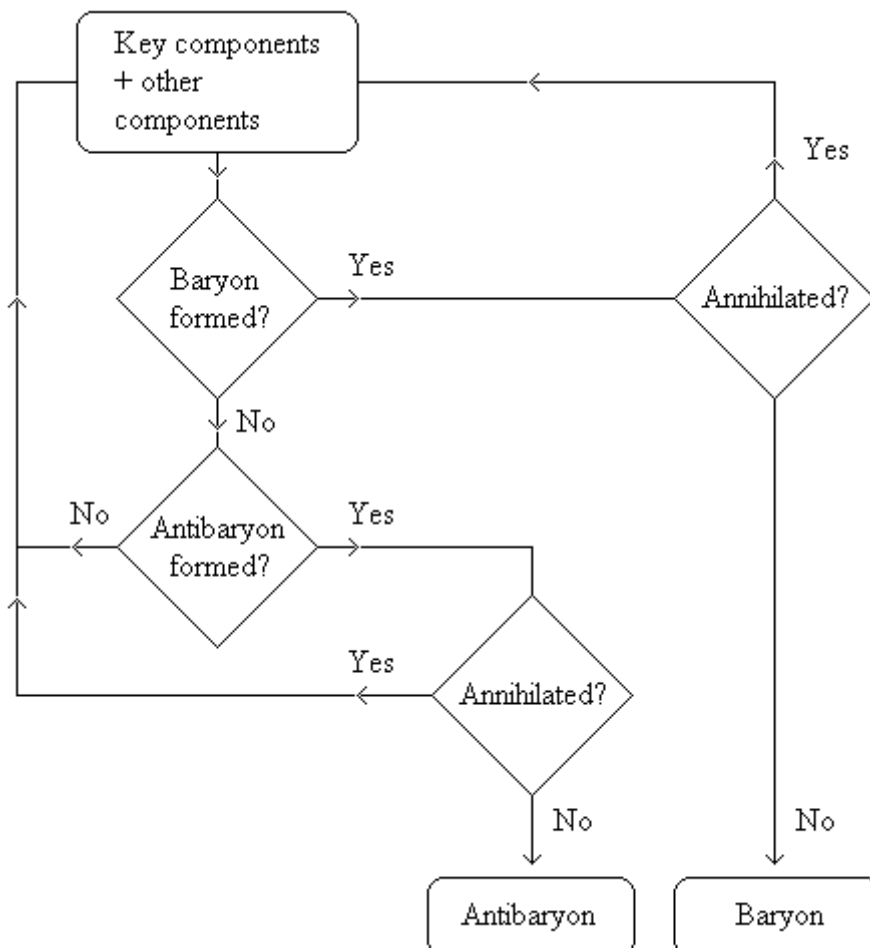 Key components
+ other
components
Yes
Baryon
formed?
Yes
Annihilated?
No
No
Antibaryon
formed?
Yes
Yes
Annihilated?
No
No
Antibaryon
Baryon